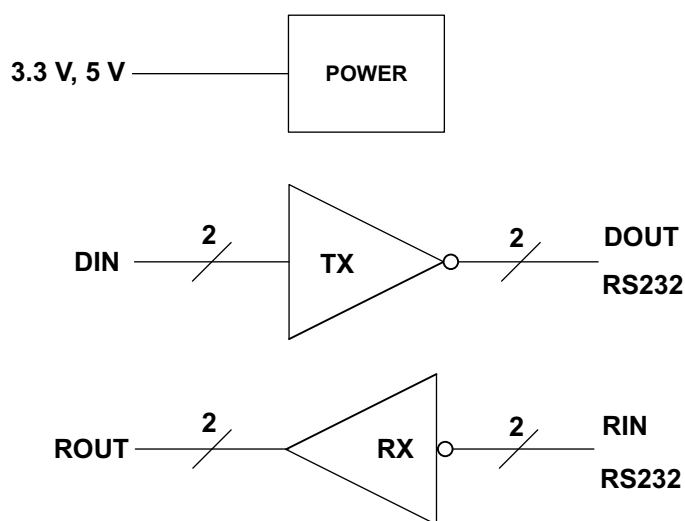 3.3 V, 5 V
POWER
2
2
DOUT
DIN
TX
RS232
2
2
RIN
ROUT
RX
RS232